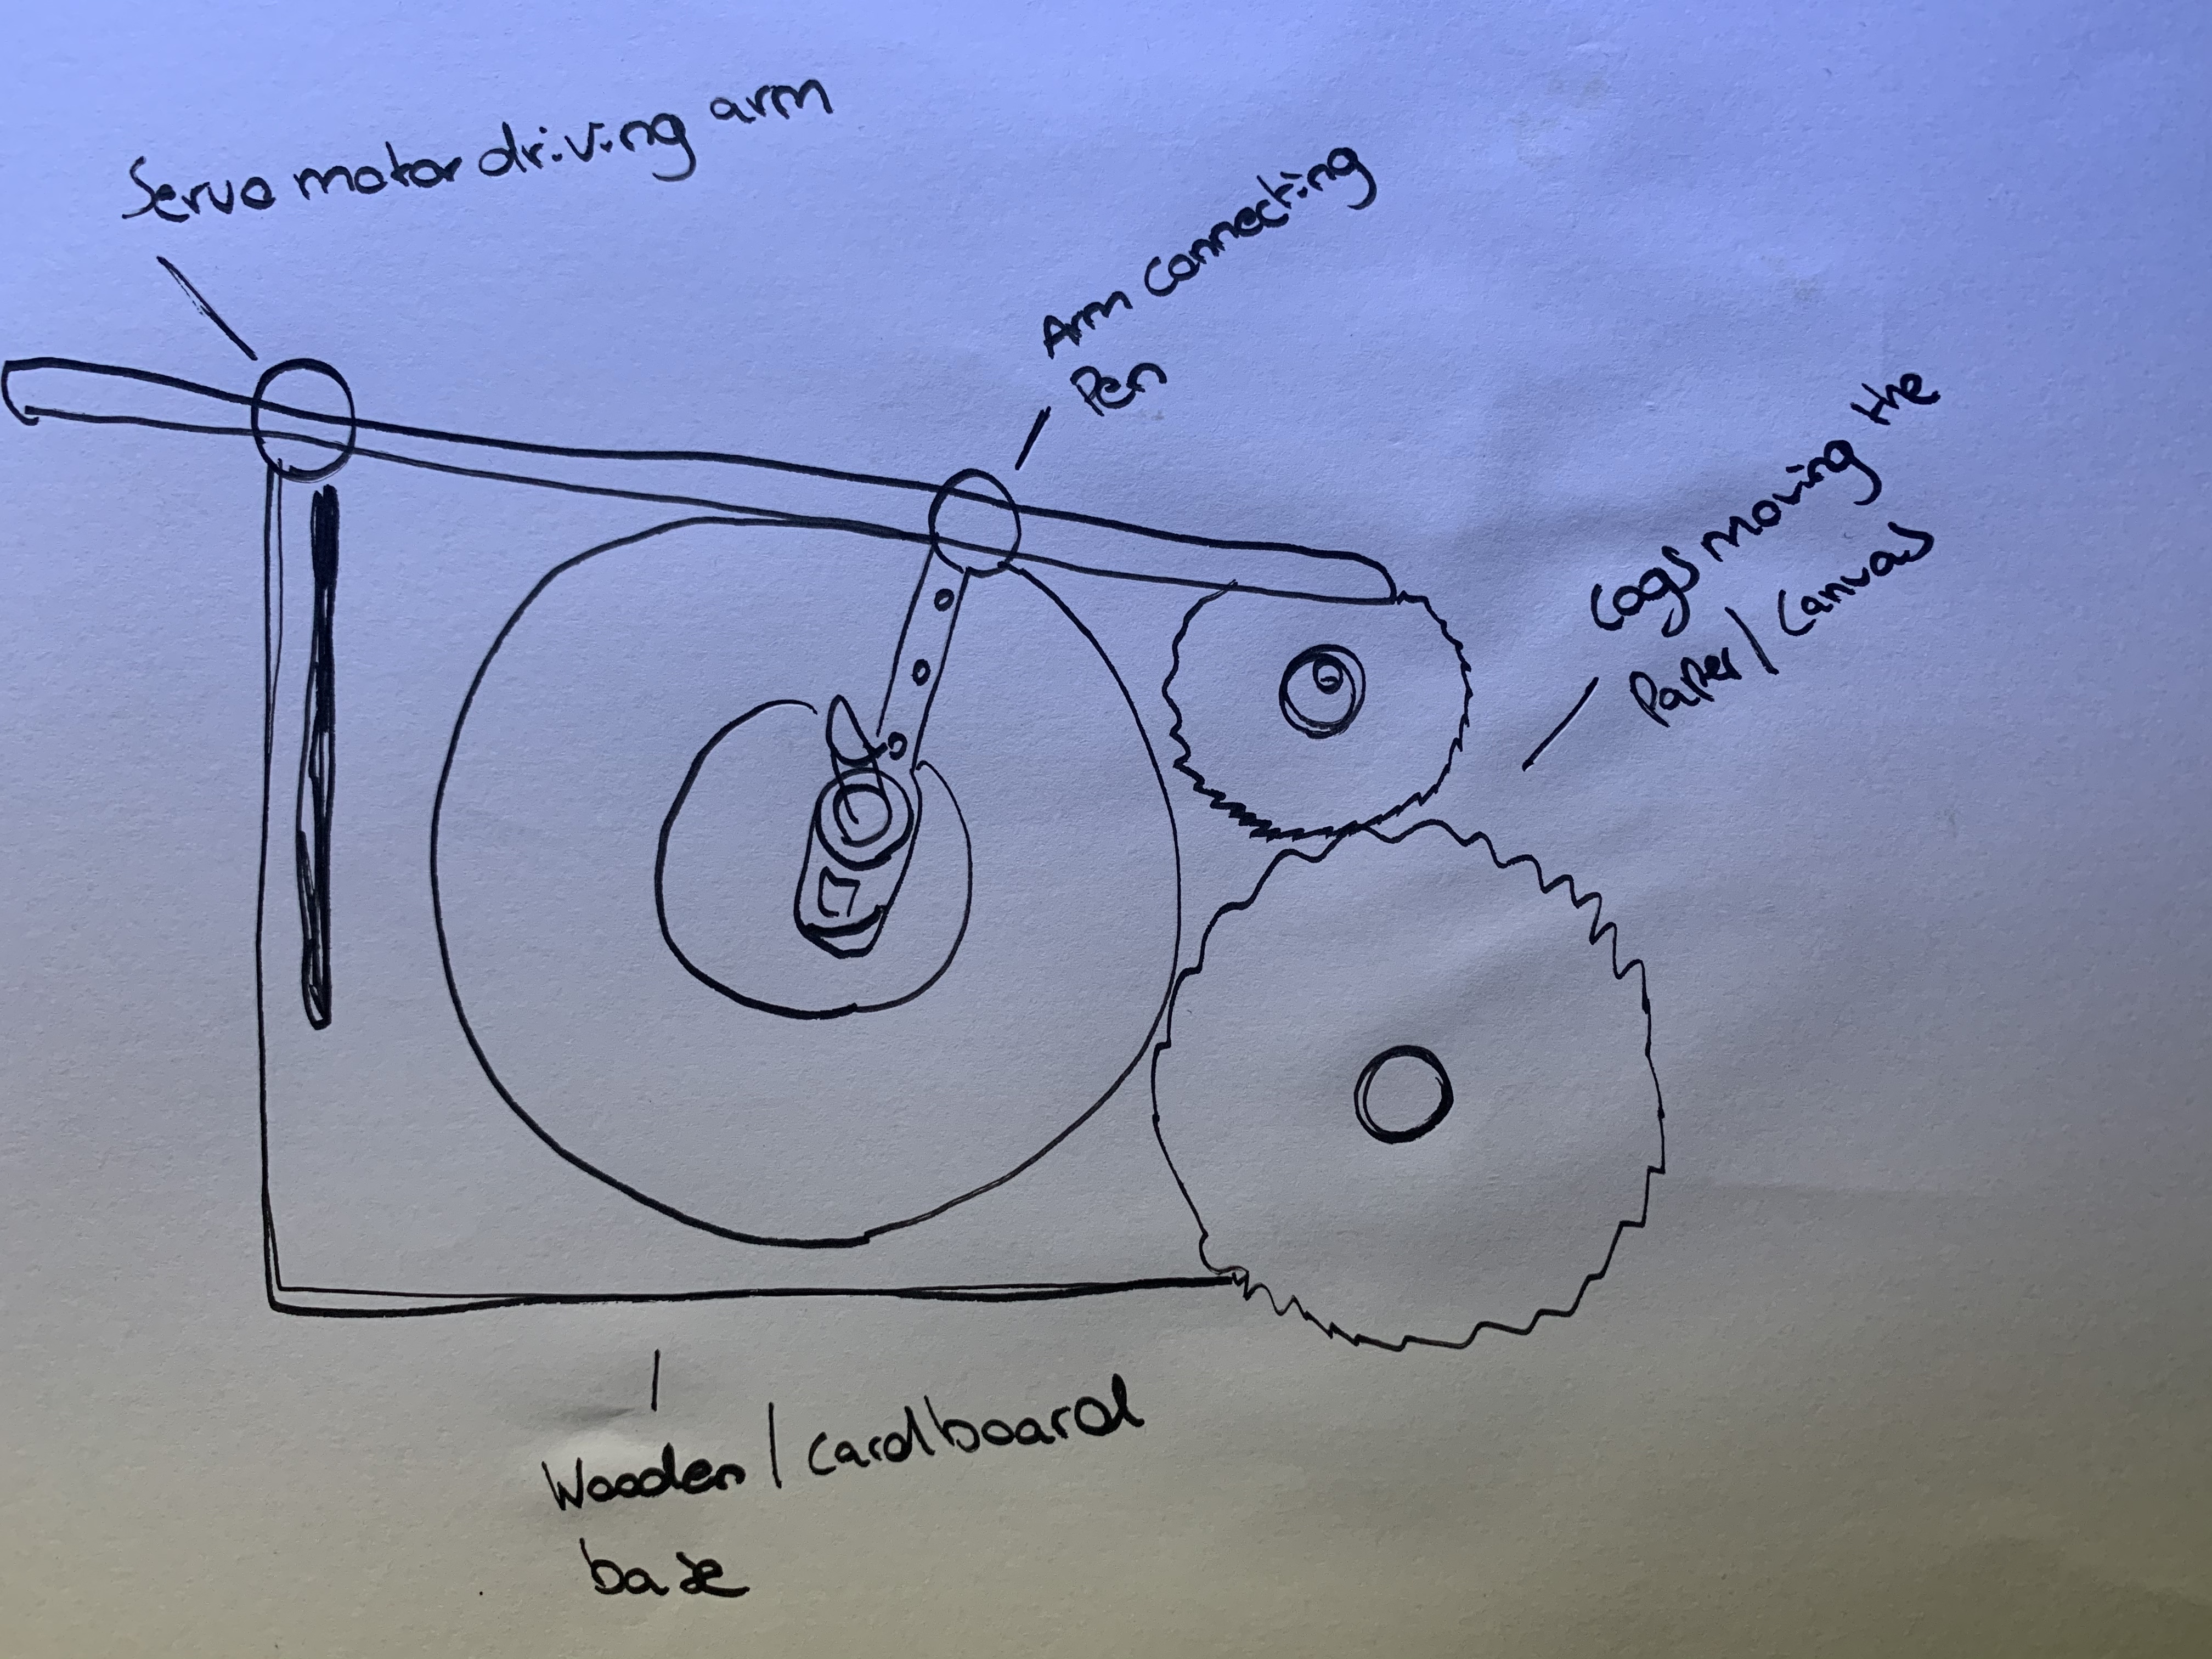 Servo motor driving arm
Arm connecting
Pen
Cogs moving the
Paper/Canvas
Wooden/cardboard
base